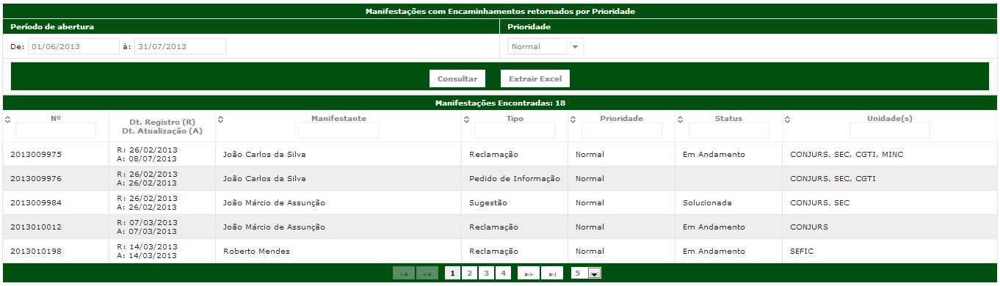 Manifestações com Encaminhamentos retornados por Prioridade
Período de abertura Prioridade
De: 01/06/2013 à: 31/07/2013 Normal
Consultar Extrair Excel
Manifestações Encontradas: 18
Nº Dt. Registro (R) Manifestante Tipo Prioridade Status Unidade(s)
Dt. Atualização (A)
2013009975 R: 26/02/2013 João Carlos da Silva Reclamação Normal Em Andamento CONJURS, SEC, CGTI, MINC
A: 08/07/2013
2013009976 R: 26/02/2013 João Carlos da Silva Pedido de Informação Normal CONJURS, SEC, CGTI
A: 26/02/2013
2013009984 R: 26/02/2013 João Márcio de Assunção Sugestão Normal Solucionada CONJURS, SEC
A: 26/02/2013
2013010012 R: 07/03/2013 João Márcio de Assunção Reclamação Normal Em Andamento CONJURS
A: 07/03/2013
2013010198 R: 14/03/2013 Roberto Mendes Reclamação Normal Em Andamento SEFIC
A: 14/03/2013
1 2 3 4 5